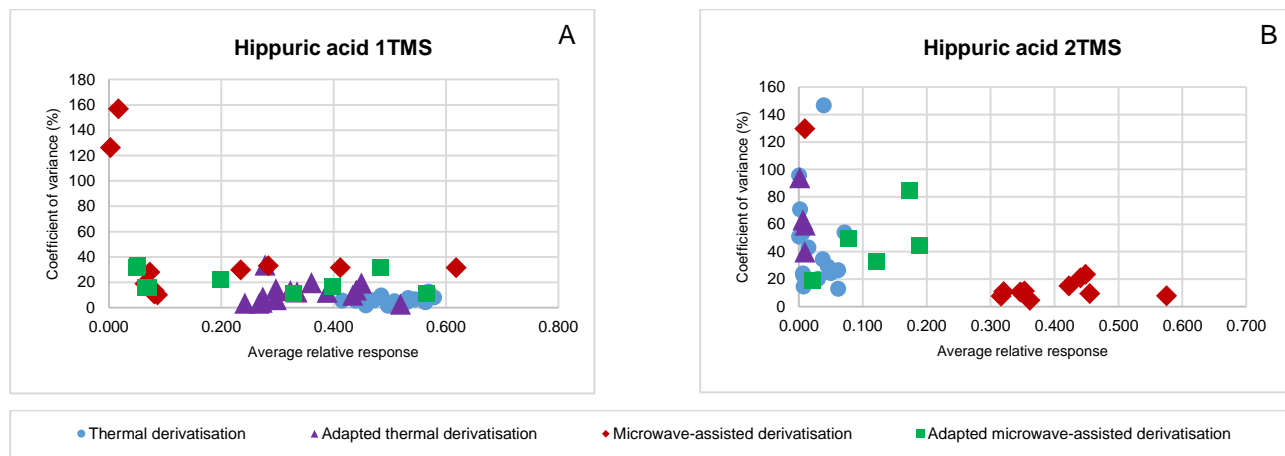 Hippuric acid 1TMS
A
Coefficient of variance (%)
180
160
140
120
100
80
60
40
20
0
0.000 0.200 0.400 0.600 0.800
Average relative response
Hippuric acid 2TMS
B
Coefficient of variance (%)
160
140
120
100
80
60
40
20
0
0.000 0.100 0.200 0.300 0.400 0.500 0.600 0.700
Average relative response
Thermal derivatisation Adapted thermal derivatisation Microwave-assisted derivatisation Adapted microwave-assisted derivatisation